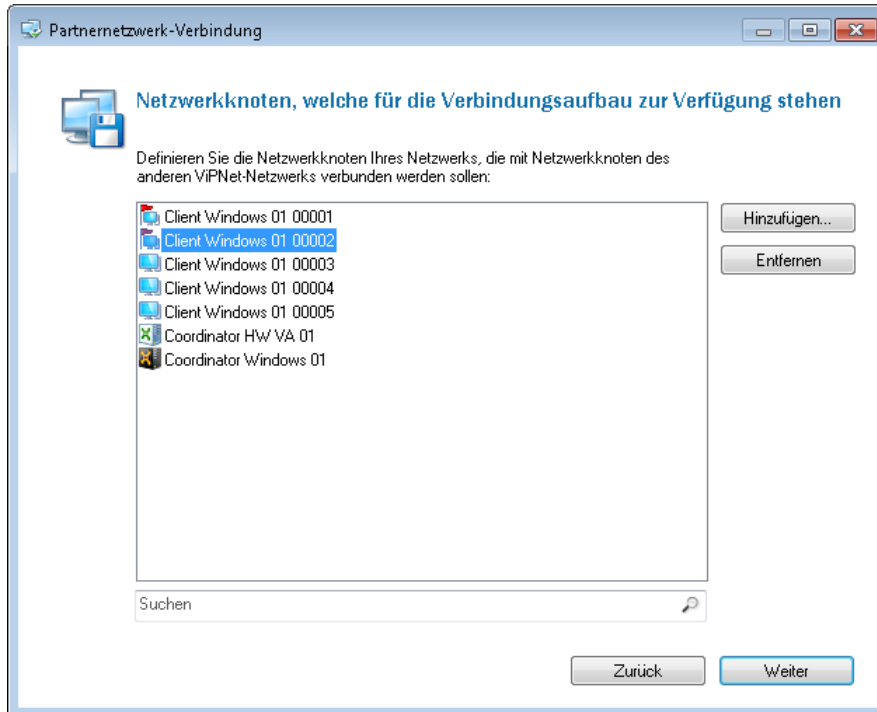 Partnernetzwerk-Verbindung
Netzwerkknoten, welche für die Verbindungsaufbau zur Verfügung stehen
Definieren Sie die Netzwerkknoten Ihres Netzwerks, die mit Netzwerkknoten des
anderen ViPNet-Netzwerks verbunden werden sollen:
Client Windows 01 00001
Client Windows 01 00002
Client Windows 01 00003
Client Windows 01 00004
Client Windows 01 00005
Coordinator HW VA 01
Coordinator Windows 01
Hinzufügen...
Entfernen
Suchen
Zurück
Weiter